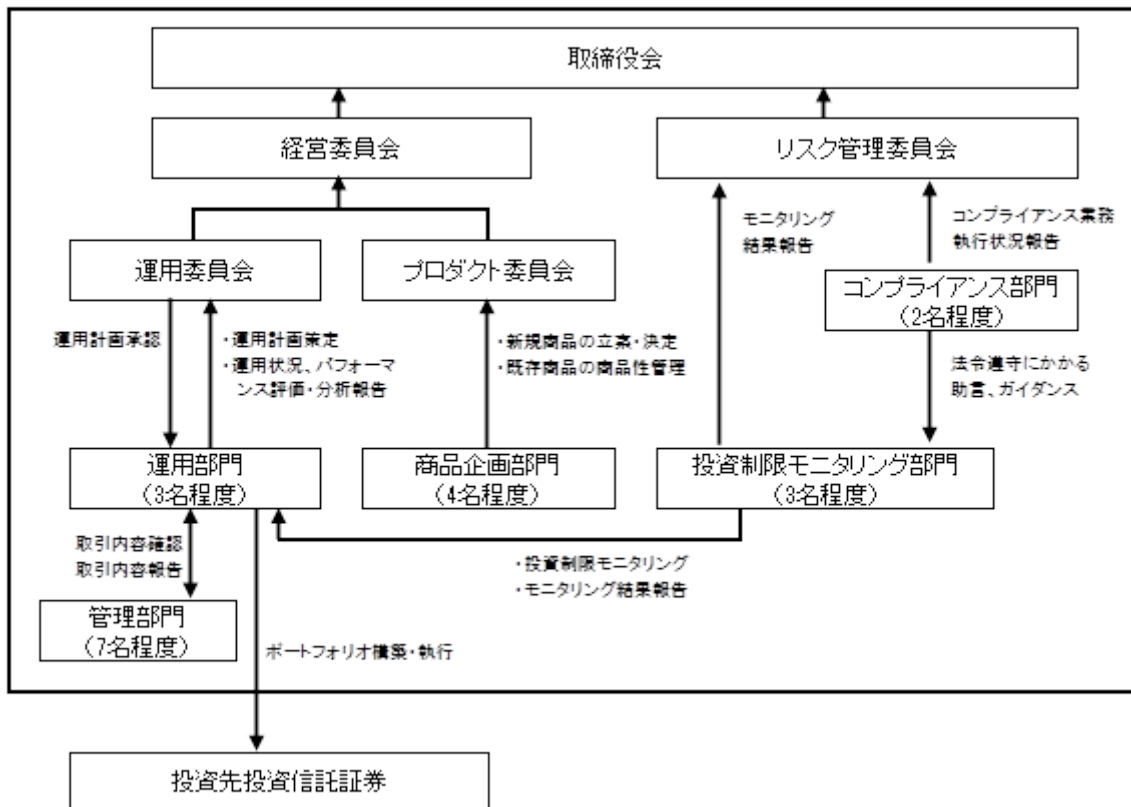 取締役会
経営委員会
リスク管理委員会
モニタリング
結果報告
コンプライアンス業務
執行状況報告
運用委員会
プロダクト委員会
コンプライアンス部門
(2名程度)
運用計画承認
・運用計画策定
・運用状況、パフォーマ
ンス評価・分析報告
・新規商品の立案・決定
・既存商品の商品性管理
法令遵守にかかる
助言、ガイダンス
運用部門
(3名程度)
商品企画部門
(4名程度)
投資制限モニタリング部門
(3名程度)
取引内容確認
取引内容報告
・投資制限モニタリング
・モニタリング結果報告
管理部門
(7名程度)
ポートフォリオ構築・執行
投資先投資信託証券